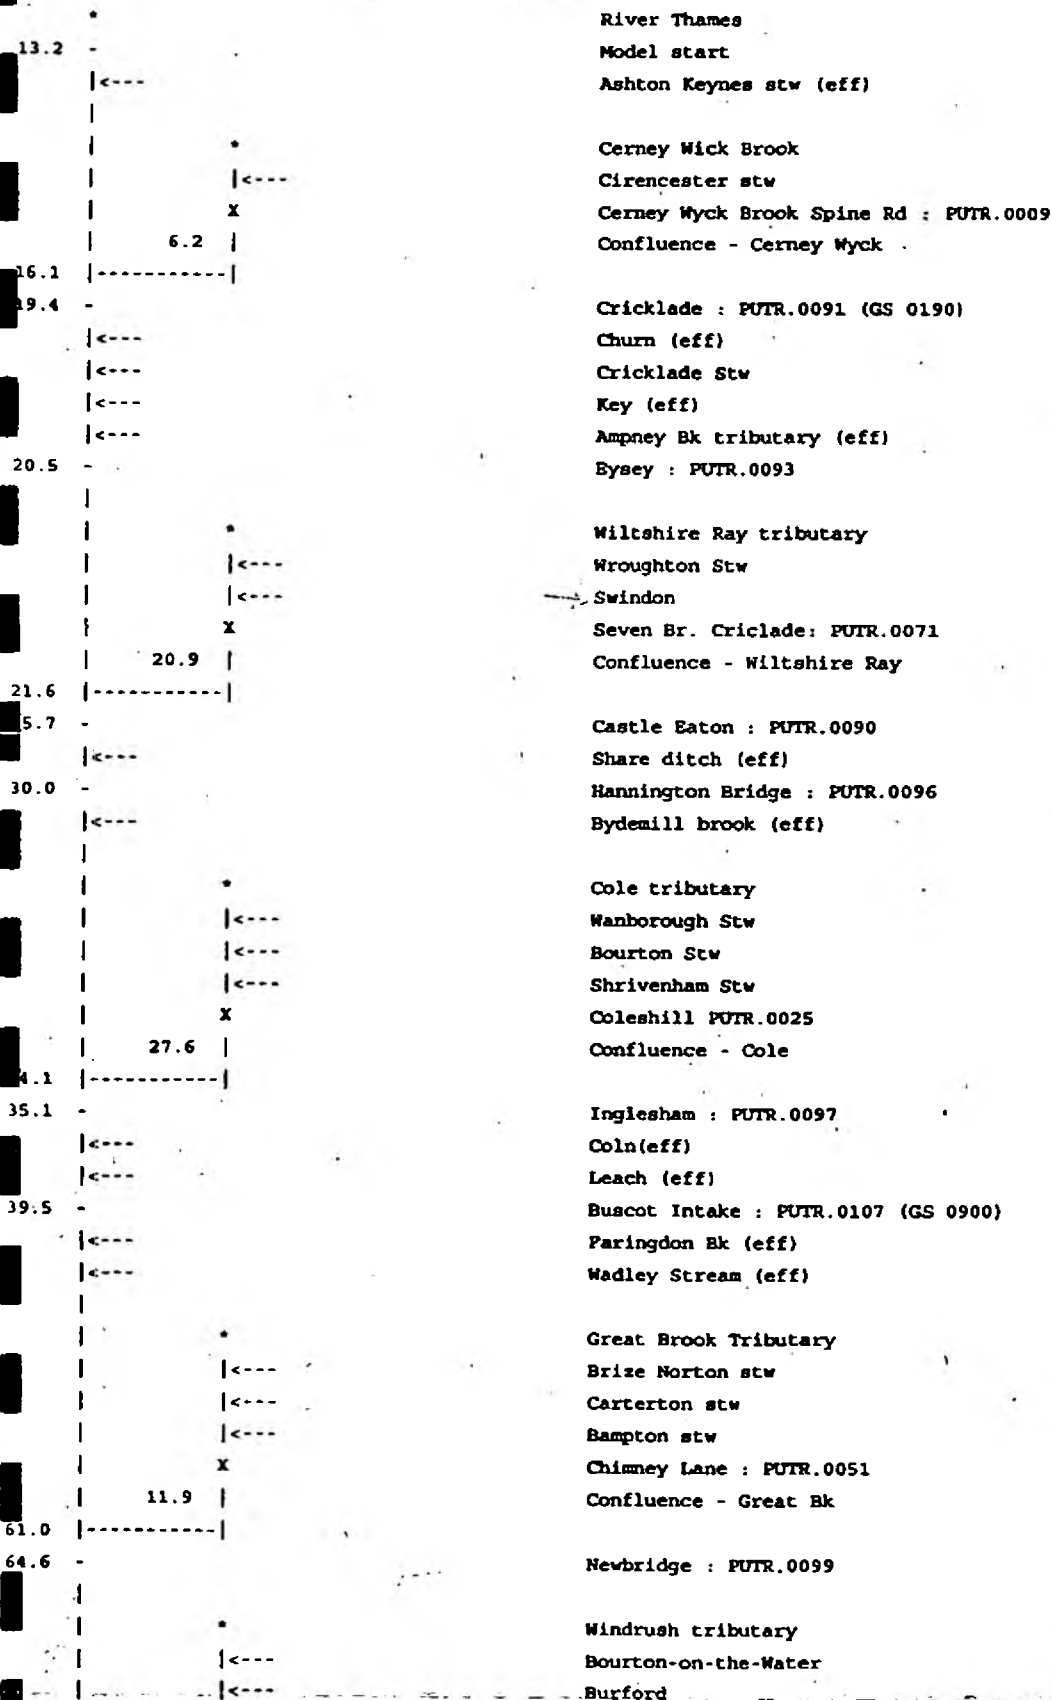 * River Thames
13.2 - Model start
|<--- Ashton Keynes stw (eff)
|
| * Cerney Wick Brook
| |<--- Cirencester stw
| x Cerney Wyck Brook Spine Rd : PUTR.0009
| 6.2 | Confluence - Cerney Wyck
16.1 |-----------|
19.4 - Cricklade : PUTR.0091 (GS 0190)
|<--- Churn (eff)
|<--- Cricklade Stw
|<--- Key (eff)
|<--- Ampney Bk tributary (eff)
20.5 - Eysey : PUTR.0093
|
| * Wiltshire Ray tributary
| |<--- Wroughton Stw
| |<--- Swindon
| x Seven Br. Criclade: PUTR.0071
| 20.9 | Confluence - Wiltshire Ray
21.6 |-----------|
5.7 - Castle Eaton : PUTR.0090
|<--- Share ditch (eff)
30.0 - Hannington Bridge : PUTR.0096
|<--- Bydemill brook (eff)
|
| * Cole tributary
| |<--- Wanborough Stw
| |<--- Bourton Stw
| |<--- Shrivenham Stw
| x Coleshill PUTR.0025
| 27.6 | Confluence - Cole
4.1 |-----------|
35.1 - Inglesham : PUTR.0097
|<--- Coln(eff)
|<--- Leach (eff)
39.5 - Buscot Intake : PUTR.0107 (GS 0900)
|<--- Faringdon Bk (eff)
|<--- Wadley Stream (eff)
|
| * Great Brook Tributary
| |<--- Brize Norton stw
| |<--- Carterton stw
| |<--- Bampton stw
| x Chimney Lane : PUTR.0051
| 11.9 | Confluence - Great Bk
61.0 |-----------|
64.6 - Newbridge : PUTR.0099
|
| * Windrush tributary
| |<--- Bourton-on-the-Water
| |<--- Burford